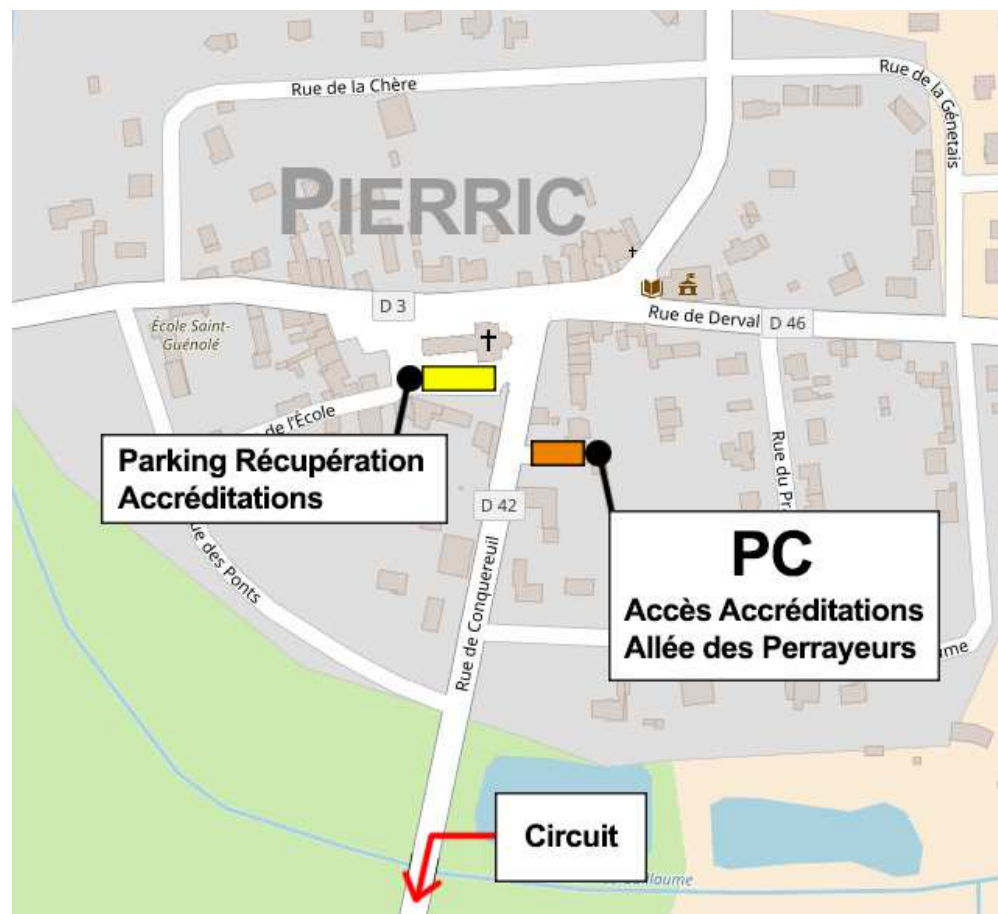 Rue de la Chère
Rue de la Génetais
PIERRIC
D 3
Rue de Derval
D 46
École Saint-
Guénolé
de l'École
Parking Récupération
Accréditations
Rue du
D 42
PC
Accès Accréditations
Allée des Perrayeurs
des Ponts
Rue de Conquereuil
Circuit